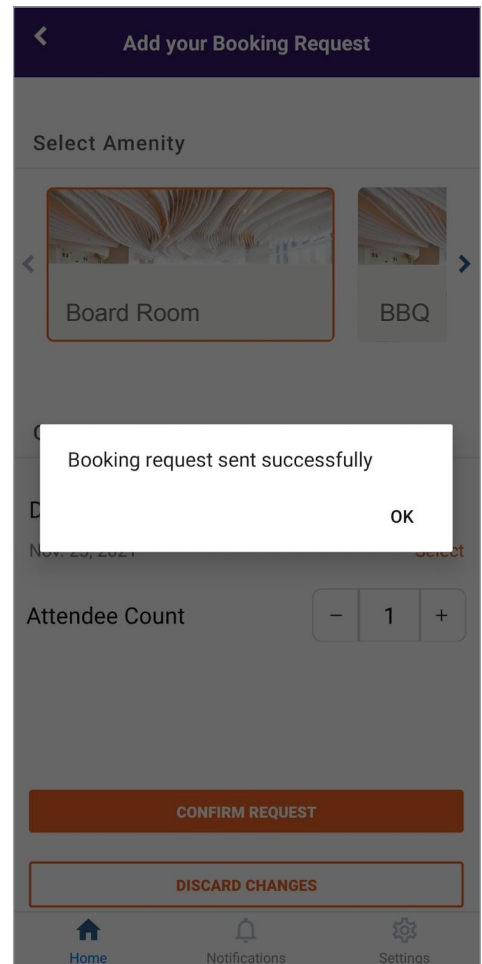 Add your Booking Request
Select Amenity
Board Room
BBQ
Booking request sent successfully
OK
Select
Attendee Count
− 1 +
CONFIRM REQUEST
DISCARD CHANGES
Home Notifications Settings